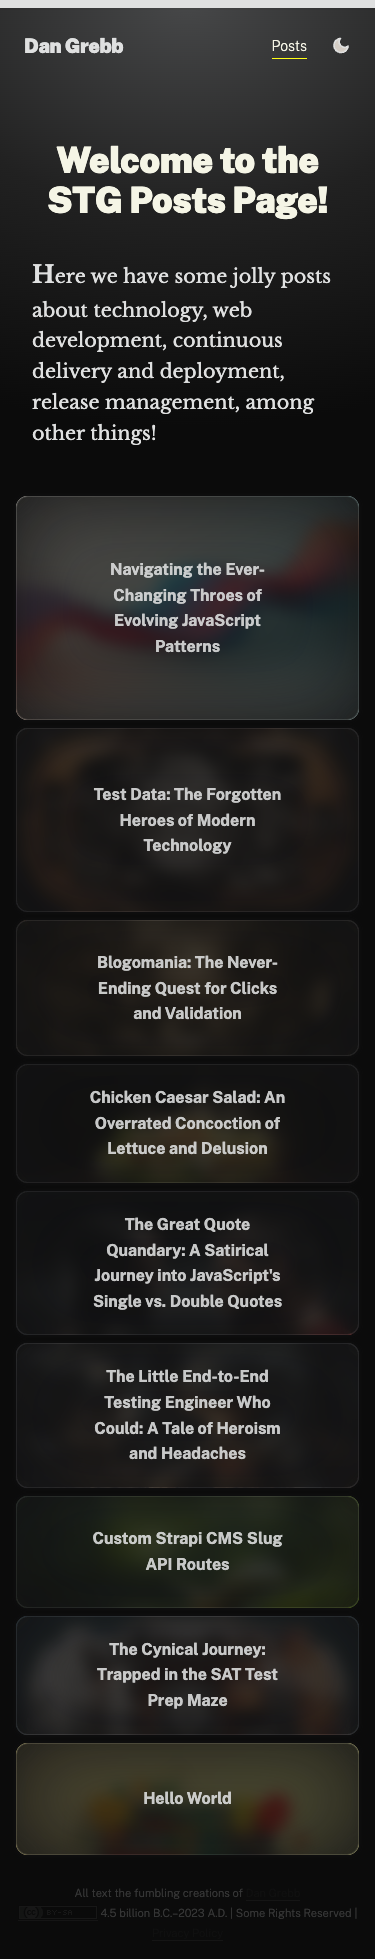 Dan Grebb
Posts
Welcome to the
STG Posts Page!
Here we have some jolly posts
about technology, web
development, continuous
delivery and deployment,
release management, among
other things!
Navigating the Ever-
Changing Throes of
Evolving JavaScript
Patterns
Test Data: The Forgotten
Heroes of Modern
Technology
Blogomania: The Never-
Ending Quest for Clicks
and Validation
Chicken Caesar Salad: An
Overrated Concoction of
Lettuce and Delusion
The Great Quote
Quandary: A Satirical
Journey into JavaScript's
Single vs. Double Quotes
The Little End-to-End
Testing Engineer Who
Could: A Tale of Heroism
and Headaches
Custom Strapi CMS Slug
API Routes
The Cynical Journey:
Trapped in the SAT Test
Prep Maze
Hello World
All text the fumbling creations of
4.5 billion B.C.–2023 A.D. | Some Rights Reserved |